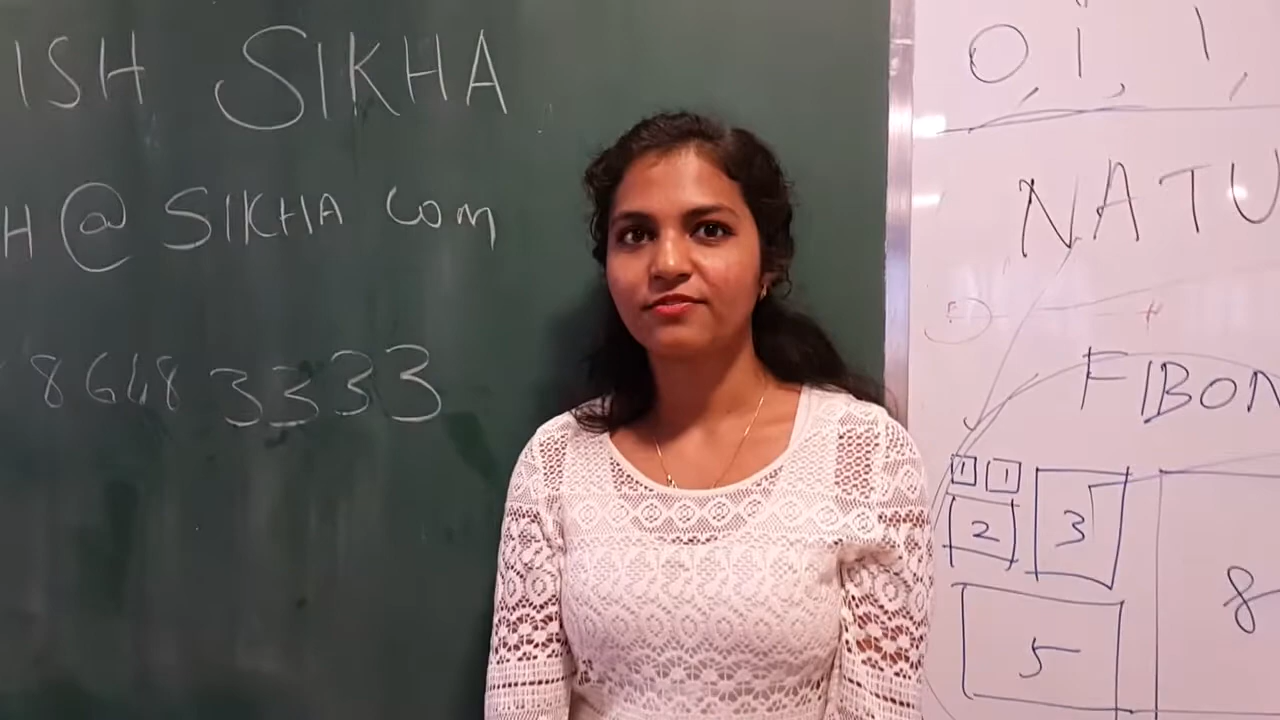 ISH SIKHA
H@SIKHA COM
8648 3333
0, 1, 1,
NATU
FIBON
1 1
2 3
5 8